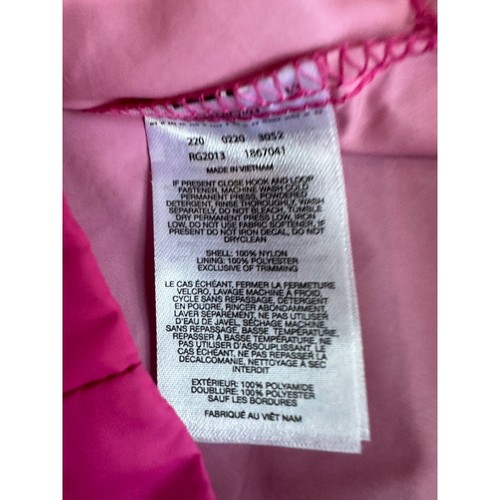 220 0220 3052
RG2013 1867041
MADE IN VIETNAM
IF PRESENT CLOSE HOOK AND LOOP
FASTENER, MACHINE WASH COLD
PERMANENT PRESS, POWDERED
DETERGENT, RINSE THOROUGHLY, WASH
SEPARATELY, DO NOT BLEACH, TUMBLE
DRY PERMANENT PRESS LOW, IRON
LOW, DO NOT USE FABRIC SOFTENER, IF
PRESENT DO NOT IRON DECAL, DO NOT
DRYCLEAN
SHELL: 100% NYLON
LINING: 100% POLYESTER
EXCLUSIVE OF TRIMMING
LE CAS ÉCHÉANT, FERMER LA FERMETURE
VELCRO, LAVAGE MACHINE À FROID
CYCLE SANS REPASSAGE, DÉTERGENT
EN POUDRE, RINCER ABONDAMMENT,
LAVER SÉPARÉMENT, NE PAS UTILISER
D'EAU DE JAVEL, SÉCHAGE MACHINE
SANS REPASSAGE, BASSE TEMPÉRATURE,
REPASSER À BASSE TEMPÉRATURE, NE
PAS UTILISER D'ASSOUPLISSANT, LE
CAS ÉCHÉANT, NE PAS REPASSER LA
DÉCALCOMANIE, NETTOYAGE À SEC
INTERDIT
EXTÉRIEUR: 100% POLYAMIDE
DOUBLURE: 100% POLYESTER
SAUF LES BORDURES
FABRIQUÉ AU VIÊT NAM